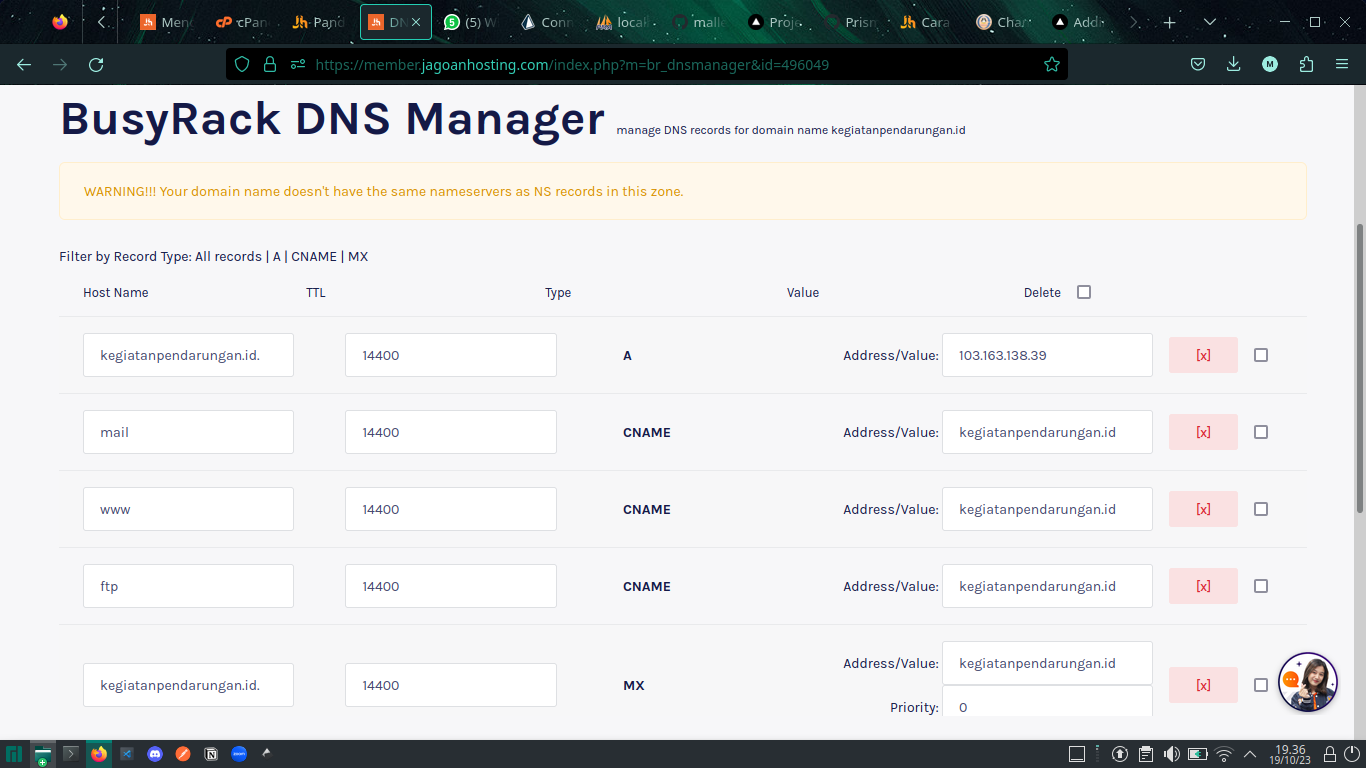 Men
cPan
Pand
DN
(5) W
Conn
local
malle
Proje
Prism
Cara
Char
Addi
https://member.jagoanhosting.com/index.php?m=br_dnsmanager&id=496049
M
BusyRack DNS Manager manage DNS records for domain name kegiatanpendarungan.id
WARNING!!! Your domain name doesn't have the same nameservers as NS records in this zone.
Filter by Record Type: All records | A | CNAME | MX
Host Name TTL Type Value Delete
kegiatanpendarungan.id. 14400 A Address/Value: 103.163.138.39 [x]
mail 14400 CNAME Address/Value: kegiatanpendarungan.id [x]
www 14400 CNAME Address/Value: kegiatanpendarungan.id [x]
ftp 14400 CNAME Address/Value: kegiatanpendarungan.id [x]
Address/Value: kegiatanpendarungan.id
kegiatanpendarungan.id. 14400 MX [x]
Priority: 0
19.36
19/10/23